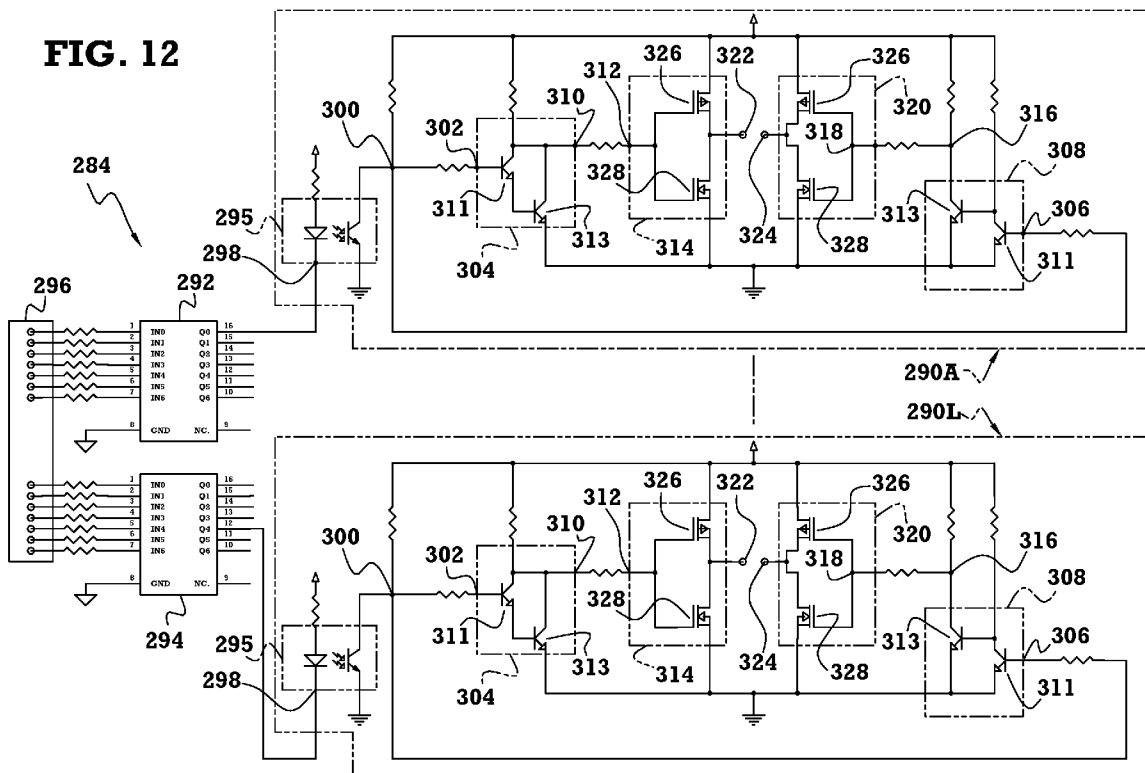 FIG. 12
284
300
302
310
312
326
322
326
320
318
316
308
328
311
313
304
314
324
328
313
306
311
295
298
296
292
1 IN0 Q0 16
2 IN1 Q1 15
3 IN2 Q2 14
4 IN3 Q3 13
5 IN4 Q4 12
6 IN5 Q5 11
7 IN6 Q6 10
8 GND NC. 9
290A
290L
1 IN0 Q0 16
2 IN1 Q1 15
3 IN2 Q2 14
4 IN3 Q3 13
5 IN4 Q4 12
6 IN5 Q5 11
7 IN6 Q6 10
8 GND NC. 9
294
300
302
310
312
326
322
326
320
318
316
308
328
311
313
304
314
324
328
313
306
311
295
298